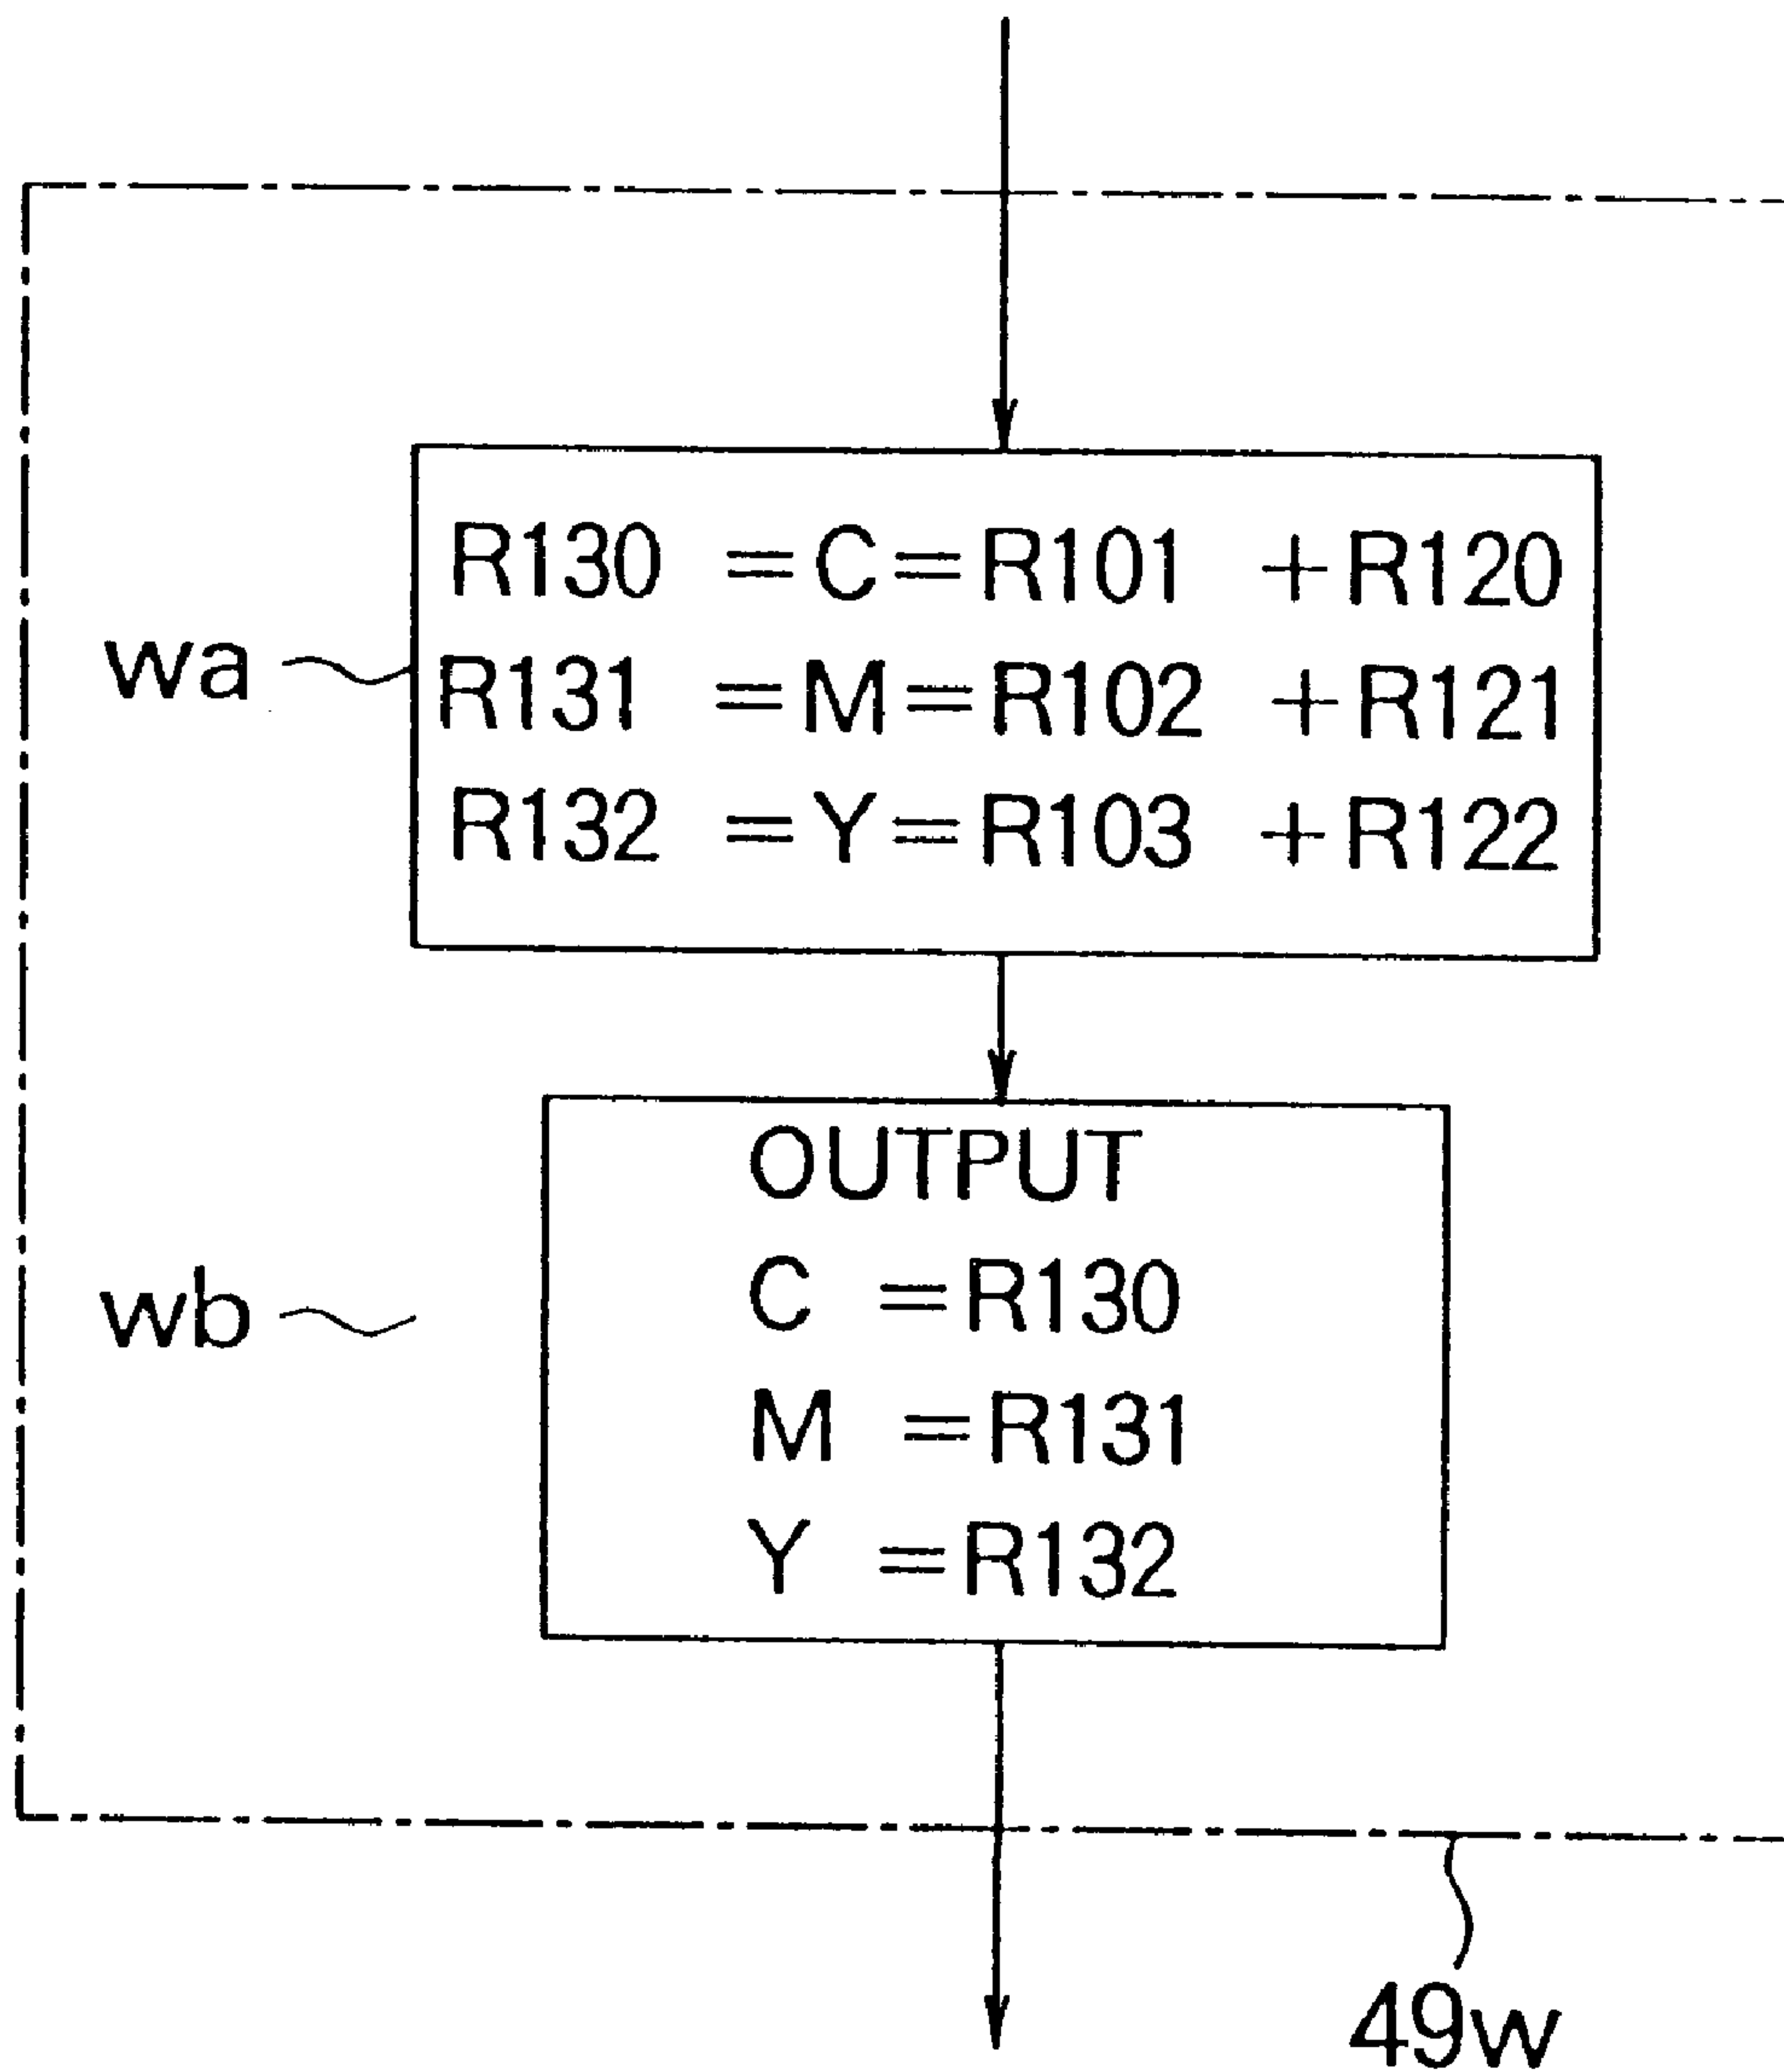 R130 =C=R101 +R120
wa
R131 =M=R102 +R121
R132 =Y=R103 +R122
OUTPUT
C =R130
wb
M =R131
Y =R132
49w